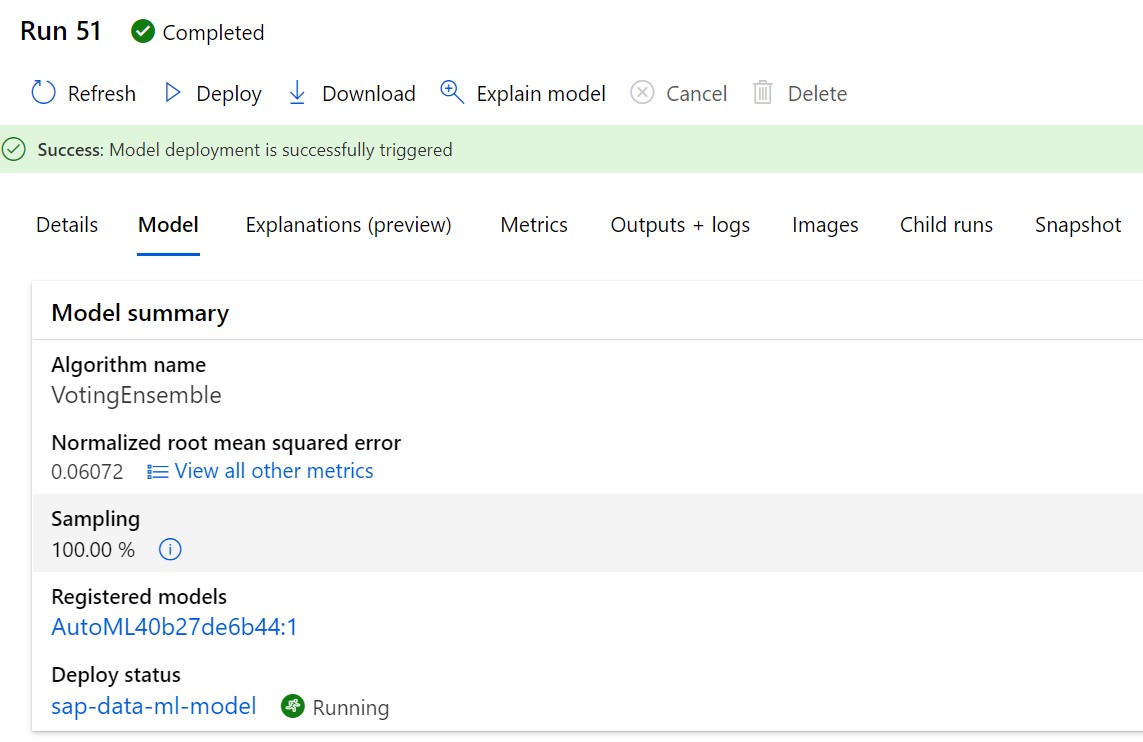 Run 51 Completed
Refresh Deploy Download Explain model Cancel Delete
Success: Model deployment is successfully triggered
Details Model Explanations (preview) Metrics Outputs + logs Images Child runs Snapshot
Model summary
Algorithm name
VotingEnsemble
Normalized root mean squared error
0.06072 View all other metrics
Sampling
100.00 %
Registered models
AutoML40b27de6b44:1
Deploy status
sap-data-ml-model Running